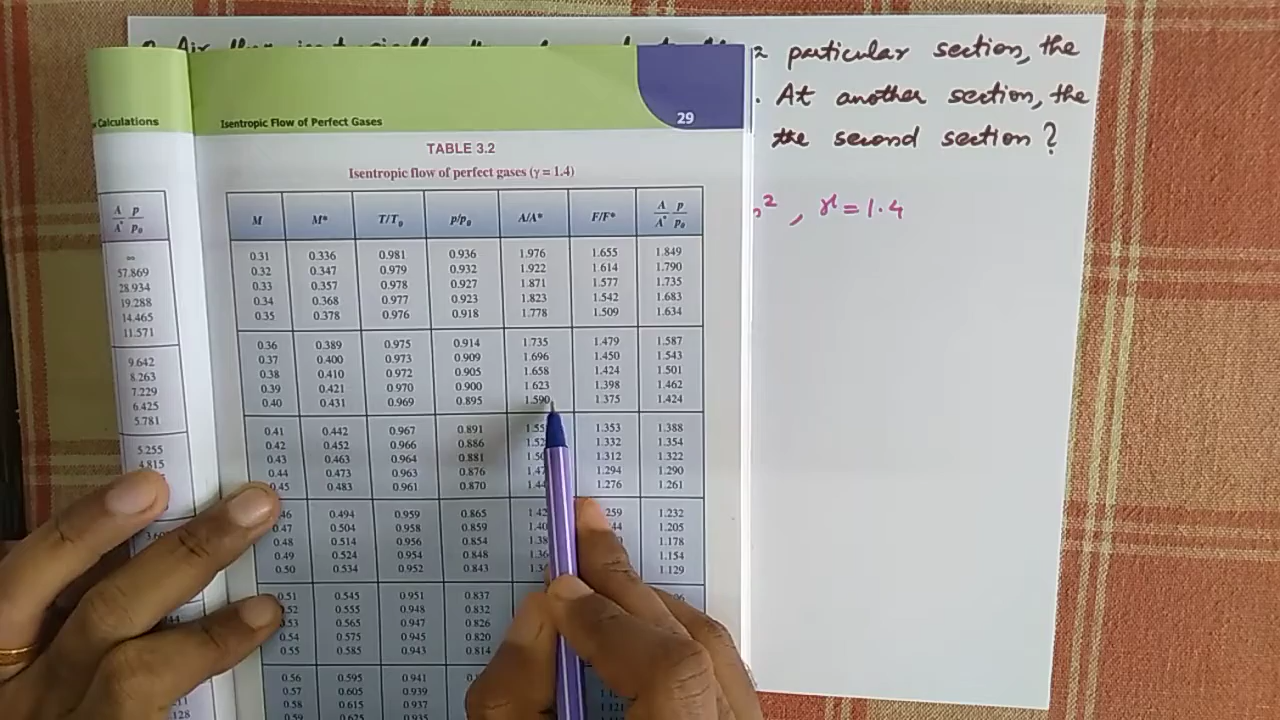 particular section, the
. At another section, the
the second section ?
, γ = 1.4
Calculations
Isentropic Flow of Perfect Gases 29
TABLE 3.2
Isentropic flow of perfect gases (γ = 1.4)
A/A* p/p₀
∞
57.869
28.934
19.288
14.465
11.571
9.642
8.263
7.229
6.425
5.781
5.255
4.815
M M* T/T₀ p/p₀ A/A* F/F* A/A* p/p₀
0.31 0.336 0.981 0.936 1.976 1.655 1.849
0.32 0.347 0.979 0.932 1.922 1.614 1.790
0.33 0.357 0.978 0.927 1.871 1.577 1.735
0.34 0.368 0.977 0.923 1.823 1.542 1.683
0.35 0.378 0.976 0.918 1.778 1.509 1.634
0.36 0.389 0.975 0.914 1.735 1.479 1.587
0.37 0.400 0.973 0.909 1.696 1.450 1.543
0.38 0.410 0.972 0.905 1.658 1.424 1.501
0.39 0.421 0.970 0.900 1.623 1.398 1.462
0.40 0.431 0.969 0.895 1.590 1.375 1.424
0.41 0.442 0.967 0.891 1.353 1.388
0.42 0.452 0.966 0.886 1.332 1.354
0.43 0.463 0.964 0.881 1.312 1.322
0.44 0.473 0.963 0.876 1.294 1.290
0.483 0.961 0.870 1.276 1.261
0.494 0.959 0.865 1.232
0.504 0.958 0.859 1.205
0.48 0.514 0.956 0.854 1.178
0.49 0.524 0.954 0.848 1.154
0.50 0.534 0.952 0.843 1.129
0.51 0.545 0.951 0.837
0.555 0.948 0.832
0.565 0.947 0.826
0.54 0.575 0.945 0.820
0.55 0.585 0.943 0.814
0.56 0.595 0.941
0.57 0.605 0.939
0.58 0.615 0.937